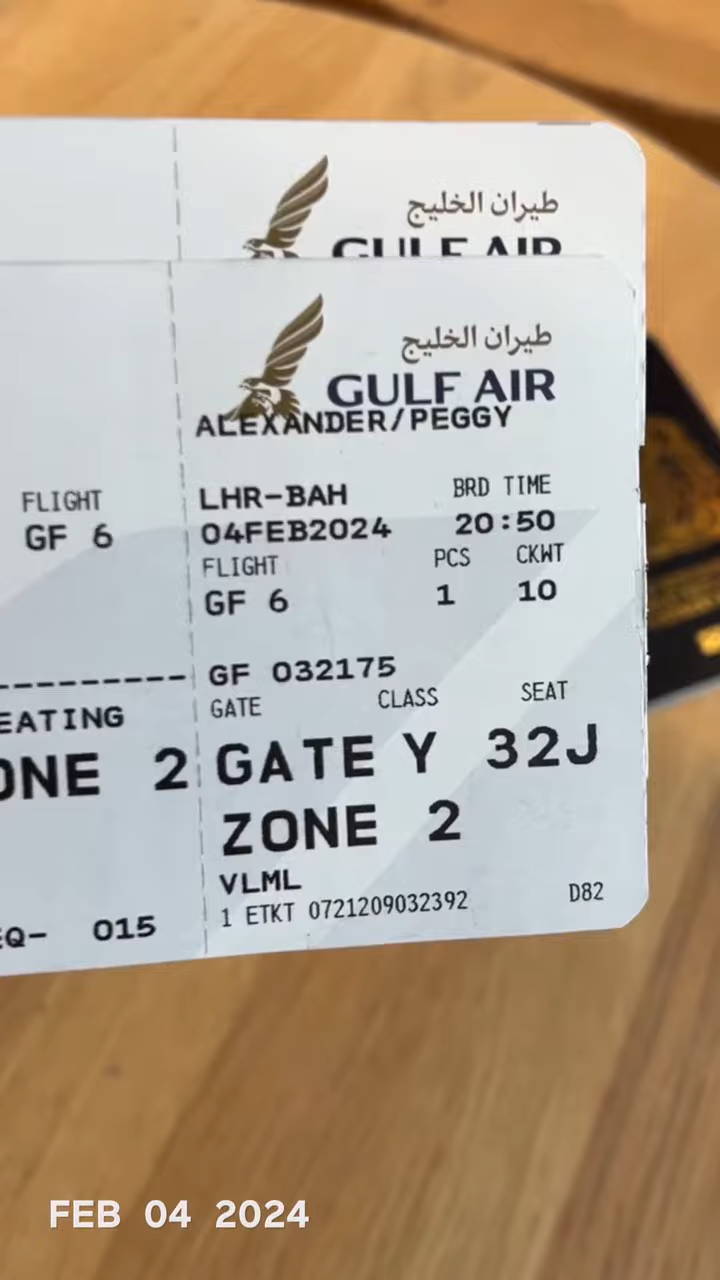 طيران الخليج
GULF AIR
طيران الخليج
GULF AIR
ALEXANDER/PEGGY
FLIGHT
GF 6
LHR-BAH
BRD TIME
04FEB2024
20:50
FLIGHT
PCS
CKWT
GF 6
1
10
---------
GF 032175
EATING
GATE
CLASS
SEAT
ONE 2
GATE Y 32J
ZONE 2
VLML
EQ- 015
1 ETKT 0721209032392
D82
FEB 04 2024